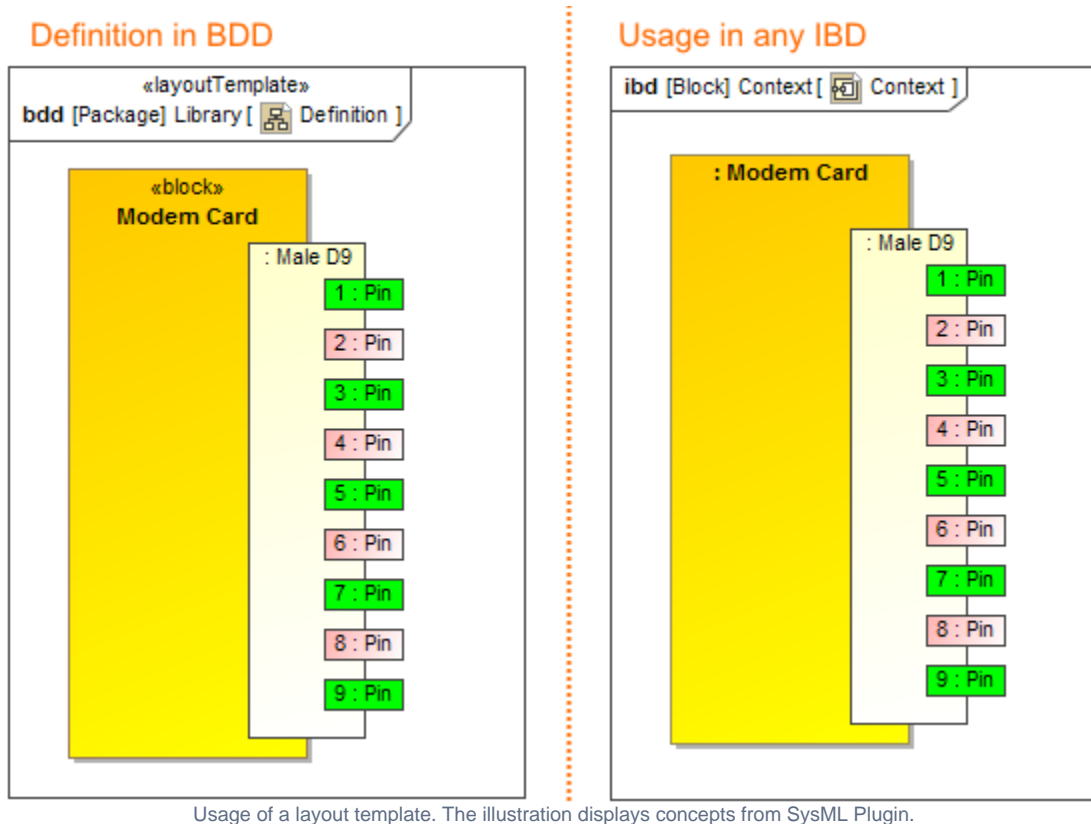 Definition in BDD
«layoutTemplate»
bdd [Package] Library [ Definition ]
«block»
Modem Card
: Male D9
1 : Pin
2 : Pin
3 : Pin
4 : Pin
5 : Pin
6 : Pin
7 : Pin
8 : Pin
9 : Pin
Usage in any IBD
ibd [Block] Context [ Context ]
: Modem Card
: Male D9
1 : Pin
2 : Pin
3 : Pin
4 : Pin
5 : Pin
6 : Pin
7 : Pin
8 : Pin
9 : Pin
Usage of a layout template. The illustration displays concepts from SysML Plugin.